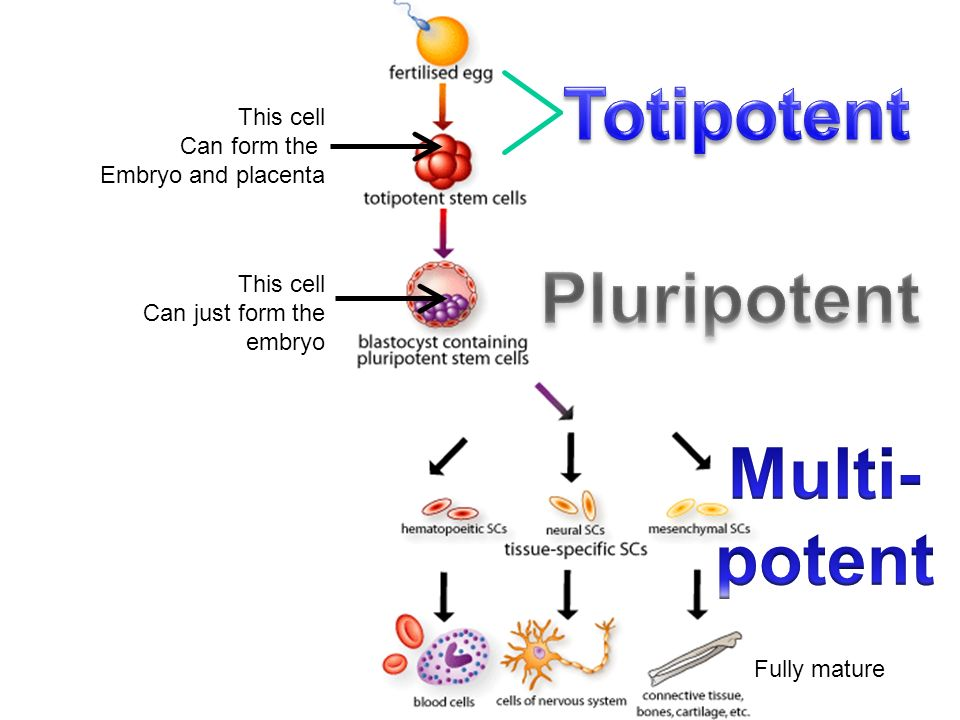 fertilised egg
Totipotent
This cell
Can form the
Embryo and placenta
totipotent stem cells
This cell
Can just form the
embryo
Pluripotent
blastocyst containing
pluripotent stem cells
Multi-
potent
hematopoeitic SCs
neural SCs
mesenchymal SCs
tissue-specific SCs
Fully mature
blood cells
cells of nervous system
connective tissue,
bones, cartilage, etc.